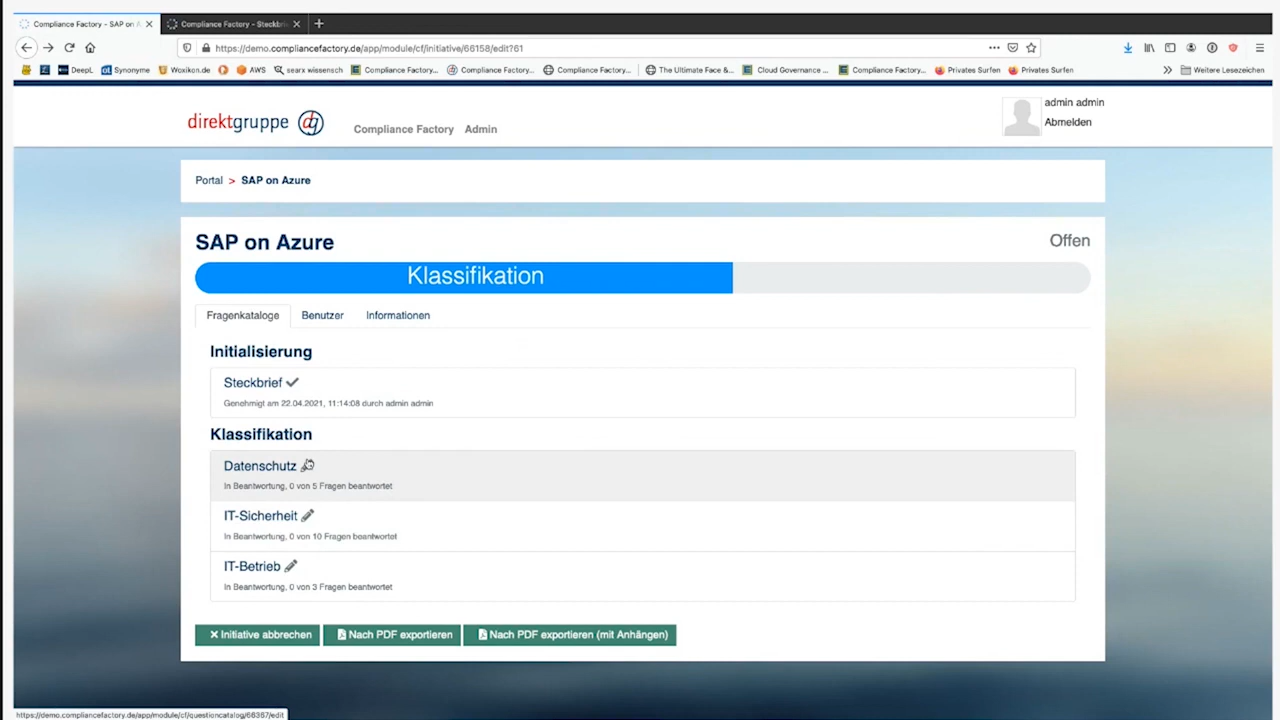 Compliance Factory - SAP on A
Compliance Factory - Steckbrie
https://demo.compliancefactory.de/app/module/cf/initiative/66158/edit?61
DeepL Synonyme Woxikon.de AWS searx wissensch Compliance Factory... Compliance Factory... Compliance Factory... The Ultimate Face &... Cloud Governance ... Compliance Factory... Privates Surfen Privates Surfen Weitere Lesezeichen
direktgruppe dg
Compliance Factory Admin
admin admin
Abmelden
Portal > SAP on Azure
SAP on Azure
Offen
Klassifikation
Fragenkataloge Benutzer Informationen
Initialisierung
Steckbrief
Genehmigt am 22.04.2021, 11:14:08 durch admin admin
Klassifikation
Datenschutz
In Beantwortung, 0 von 5 Fragen beantwortet
IT-Sicherheit
In Beantwortung, 0 von 10 Fragen beantwortet
IT-Betrieb
In Beantwortung, 0 von 3 Fragen beantwortet
Initiative abbrechen Nach PDF exportieren Nach PDF exportieren (mit Anhängen)
https://demo.compliancefactory.de/app/module/cf/questioncatalog/66367/edit